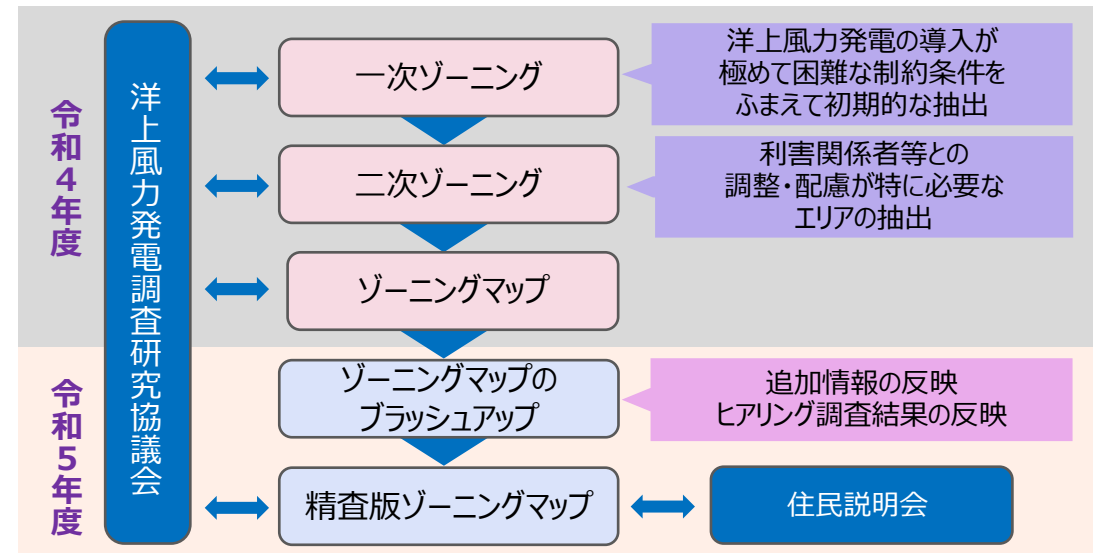 令和4年度
洋上風力発電調査研究協議会
一次ゾーニング
洋上風力発電の導入が
極めて困難な制約条件を
ふまえて初期的な抽出
二次ゾーニング
利害関係者等との
調整・配慮が特に必要な
エリアの抽出
ゾーニングマップ
令和5年度
ゾーニングマップの
ブラッシュアップ
追加情報の反映
ヒアリング調査結果の反映
精査版ゾーニングマップ
住民説明会